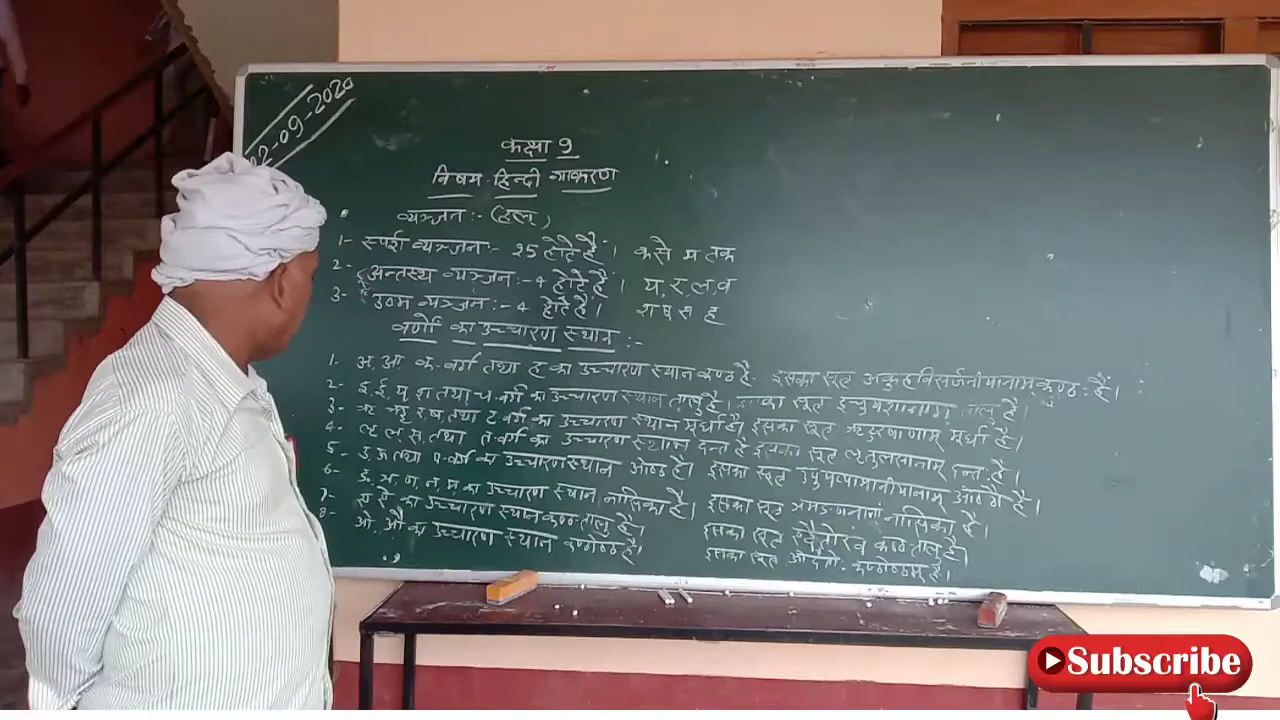 02-09-2020
कक्षा 9
विषय- हिन्दी व्याकरण
व्यञ्जन :- (हल्)
1- स्पर्श व्यञ्जन :- 25 होते है। क से म तक
2- अन्तस्थ व्यञ्जन :- 4 होते है। य, र, ल, व
3- उष्म व्यञ्जन :- 4 होते है। श ष स ह
वर्णों का उच्चारण स्थान :-
1- अ, आ, क-वर्ग तथा ह का उच्चारण स्थान कण्ठ है. इसका सूत्र अकुहविसर्जनीयानाम् कण्ठ: है।
2- इ, ई, य्, श तथा च-वर्ग का उच्चारण स्थान तालु है। इसका सूत्र इचुयशानाम् तालु है।
3- ऋ ॠ र ष, तथा ट वर्ग का उच्चारण स्थान मूर्धा है। इसका सूत्र ऋटुरषाणाम् मूर्धा है।
4- लृ ल, स, तथा त-वर्ग का उच्चारण स्थान दन्त है इसका सूत्र लृतुलसानाम् दन्त: है।
5- उ ऊ तथा प-वर्ग का उच्चारण स्थान ओष्ठ है। इसका सूत्र उपूपध्मानीयानाम् ओष्ठौ है।
6- ङ, ञ, ण, न, म, का उच्चारण स्थान नासिका है। इसका सूत्र ञमङणनानां नासिका है।
7- ए ऐ का उच्चारण स्थान कण्ठतालु है। इसका सूत्र कण्ठ तालु है।
8- ओ, औ का उच्चारण स्थान कण्ठोष्ठ है। इसका सूत्र ओदौतो- कण्ठोष्ठम् है।
Subscribe